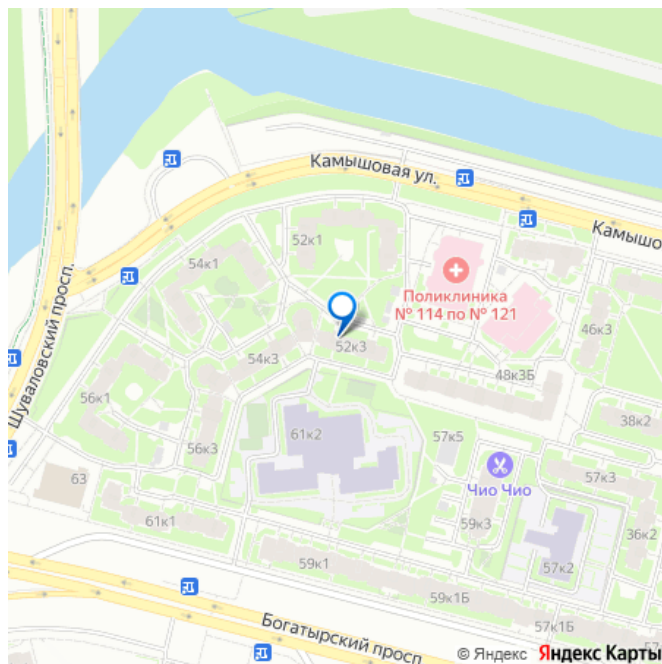 Камышовая ул.
52к1
Камышо
54к1
Поликлиника
№ 114 по № 121
Шуваловский просп.
46к3
52к3
54к3
48к3Б
56к1
38к2
61к2
57к5
56к3
63
Чио Чио
57к3
59к3
61к1
36к2
59к1
57к2
59к1Б
57к1Б
57
Богатырский просп
© Яндекс Яндекс Карты